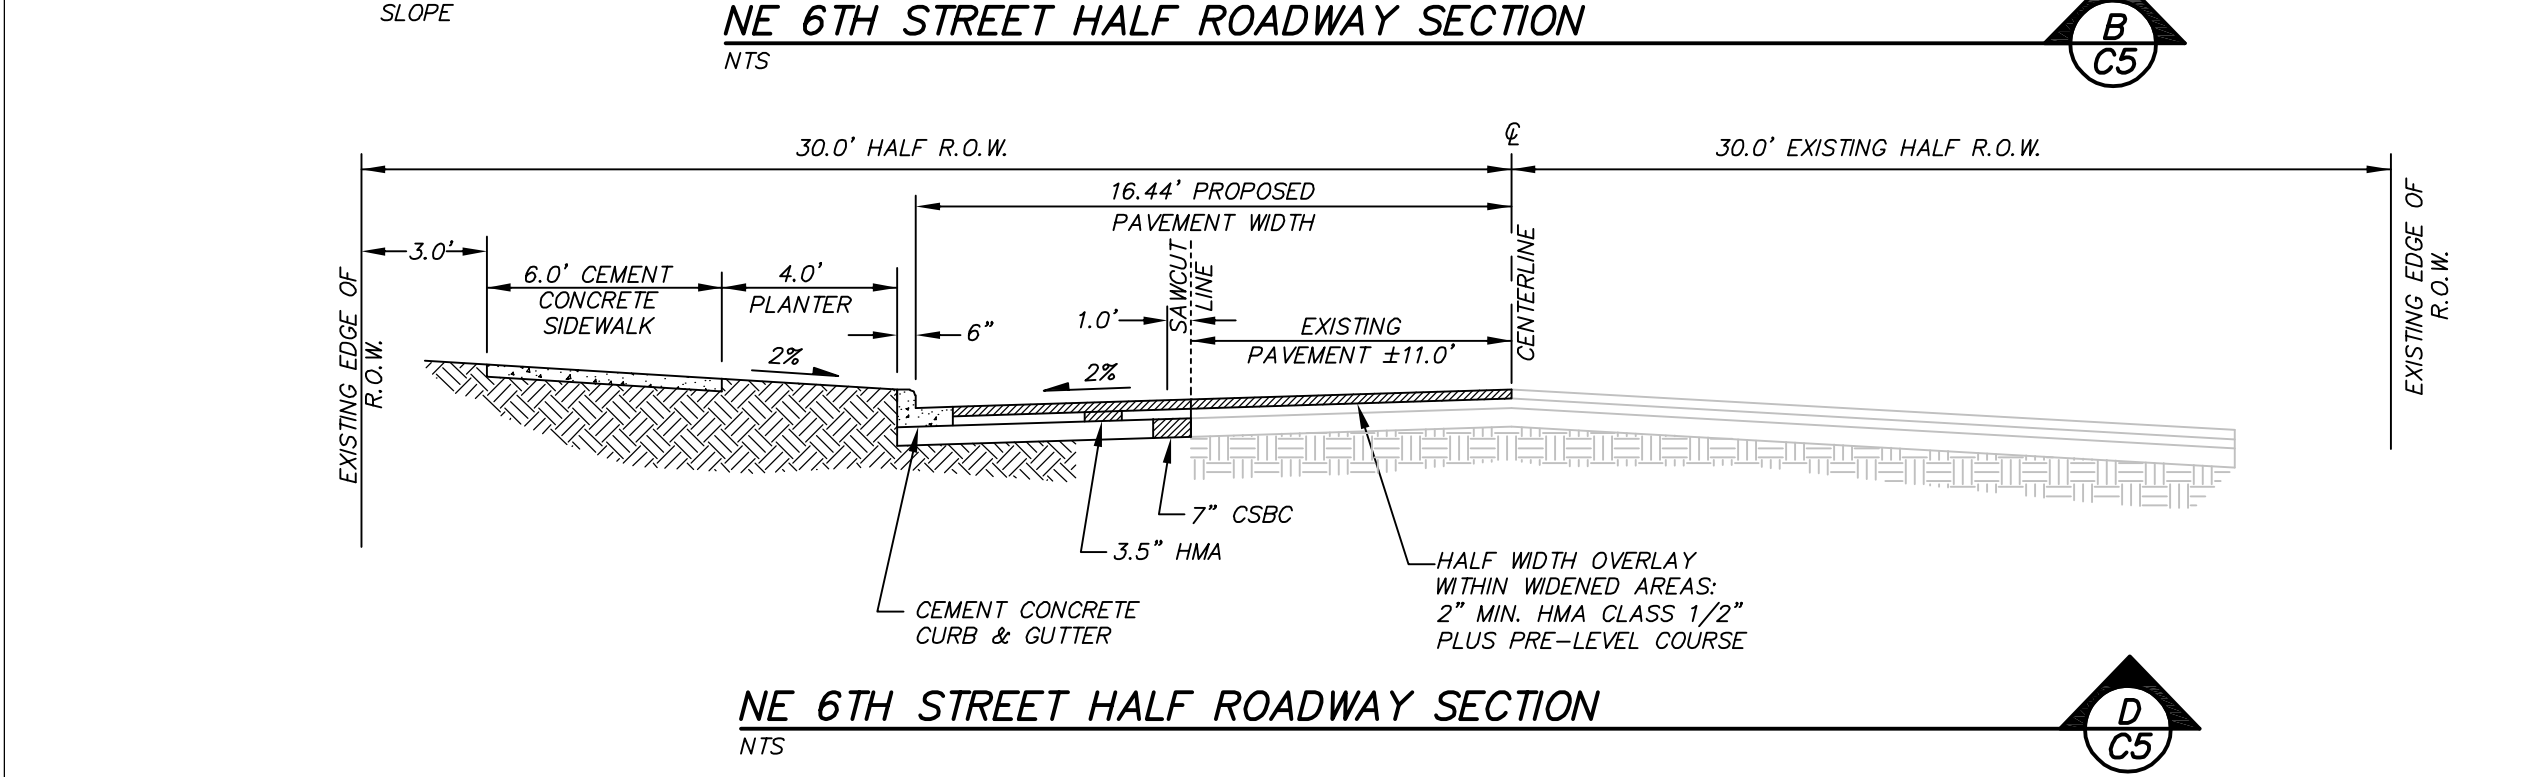 SLOPE
NE 6TH STREET HALF ROADWAY SECTION
NTS
B
C5
℄
30.0' HALF R.O.W.
30.0' EXISTING HALF R.O.W.
16.44' PROPOSED
PAVEMENT WIDTH
3.0'
6.0' CEMENT
CONCRETE
SIDEWALK
4.0'
PLANTER
6"
1.0'
SAWCUT
LINE
EXISTING
PAVEMENT ±11.0'
CENTERLINE
EXISTING EDGE OF
R.O.W.
EXISTING EDGE OF
R.O.W.
2%
2%
7" CSBC
3.5" HMA
CEMENT CONCRETE
CURB & GUTTER
HALF WIDTH OVERLAY
WITHIN WIDENED AREAS:
2" MIN. HMA CLASS 1/2"
PLUS PRE-LEVEL COURSE
NE 6TH STREET HALF ROADWAY SECTION
NTS
D
C5